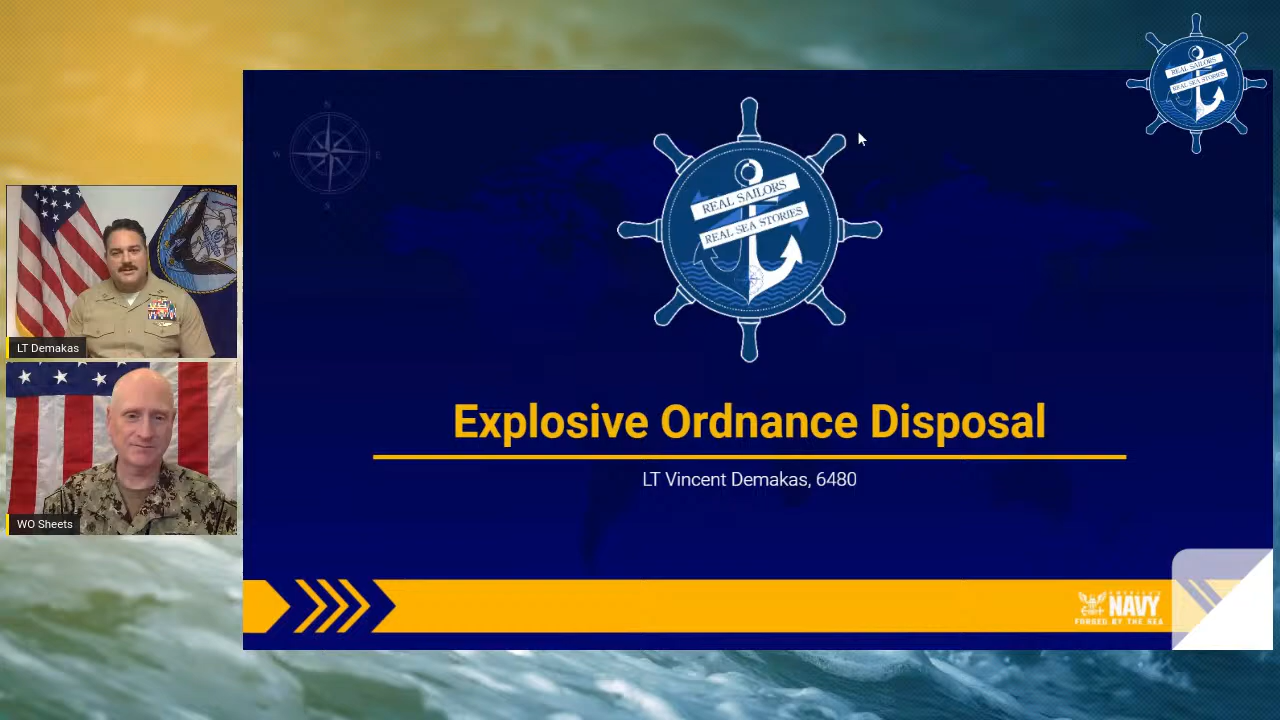 REAL SAILORS
REAL SEA STORIES
N
W
E
S
REAL SAILORS
REAL SEA STORIES
LT Demakas
WO Sheets
Explosive Ordnance Disposal
LT Vincent Demakas, 6480
AMERICA'S
NAVY
FORGED BY THE SEA